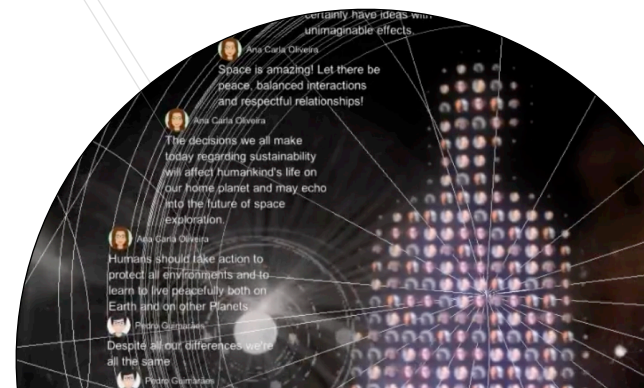 certainly have ideas with
unimaginable effects.
Ana Carla Oliveira
Space is amazing! Let there be
peace, balanced interactions
and respectful relationships!
Ana Carla Oliveira
The decisions we all make
today regarding sustainability
will affect humankind's life on
our home planet and may echo
into the future of space
exploration.
Ana Carla Oliveira
Humans should take action to
protect all environments and to
learn to live peacefully both on
Earth and on other Planets
Pedro Guimarães
Despite all our differences we're
all the same
Pedro Guimarães